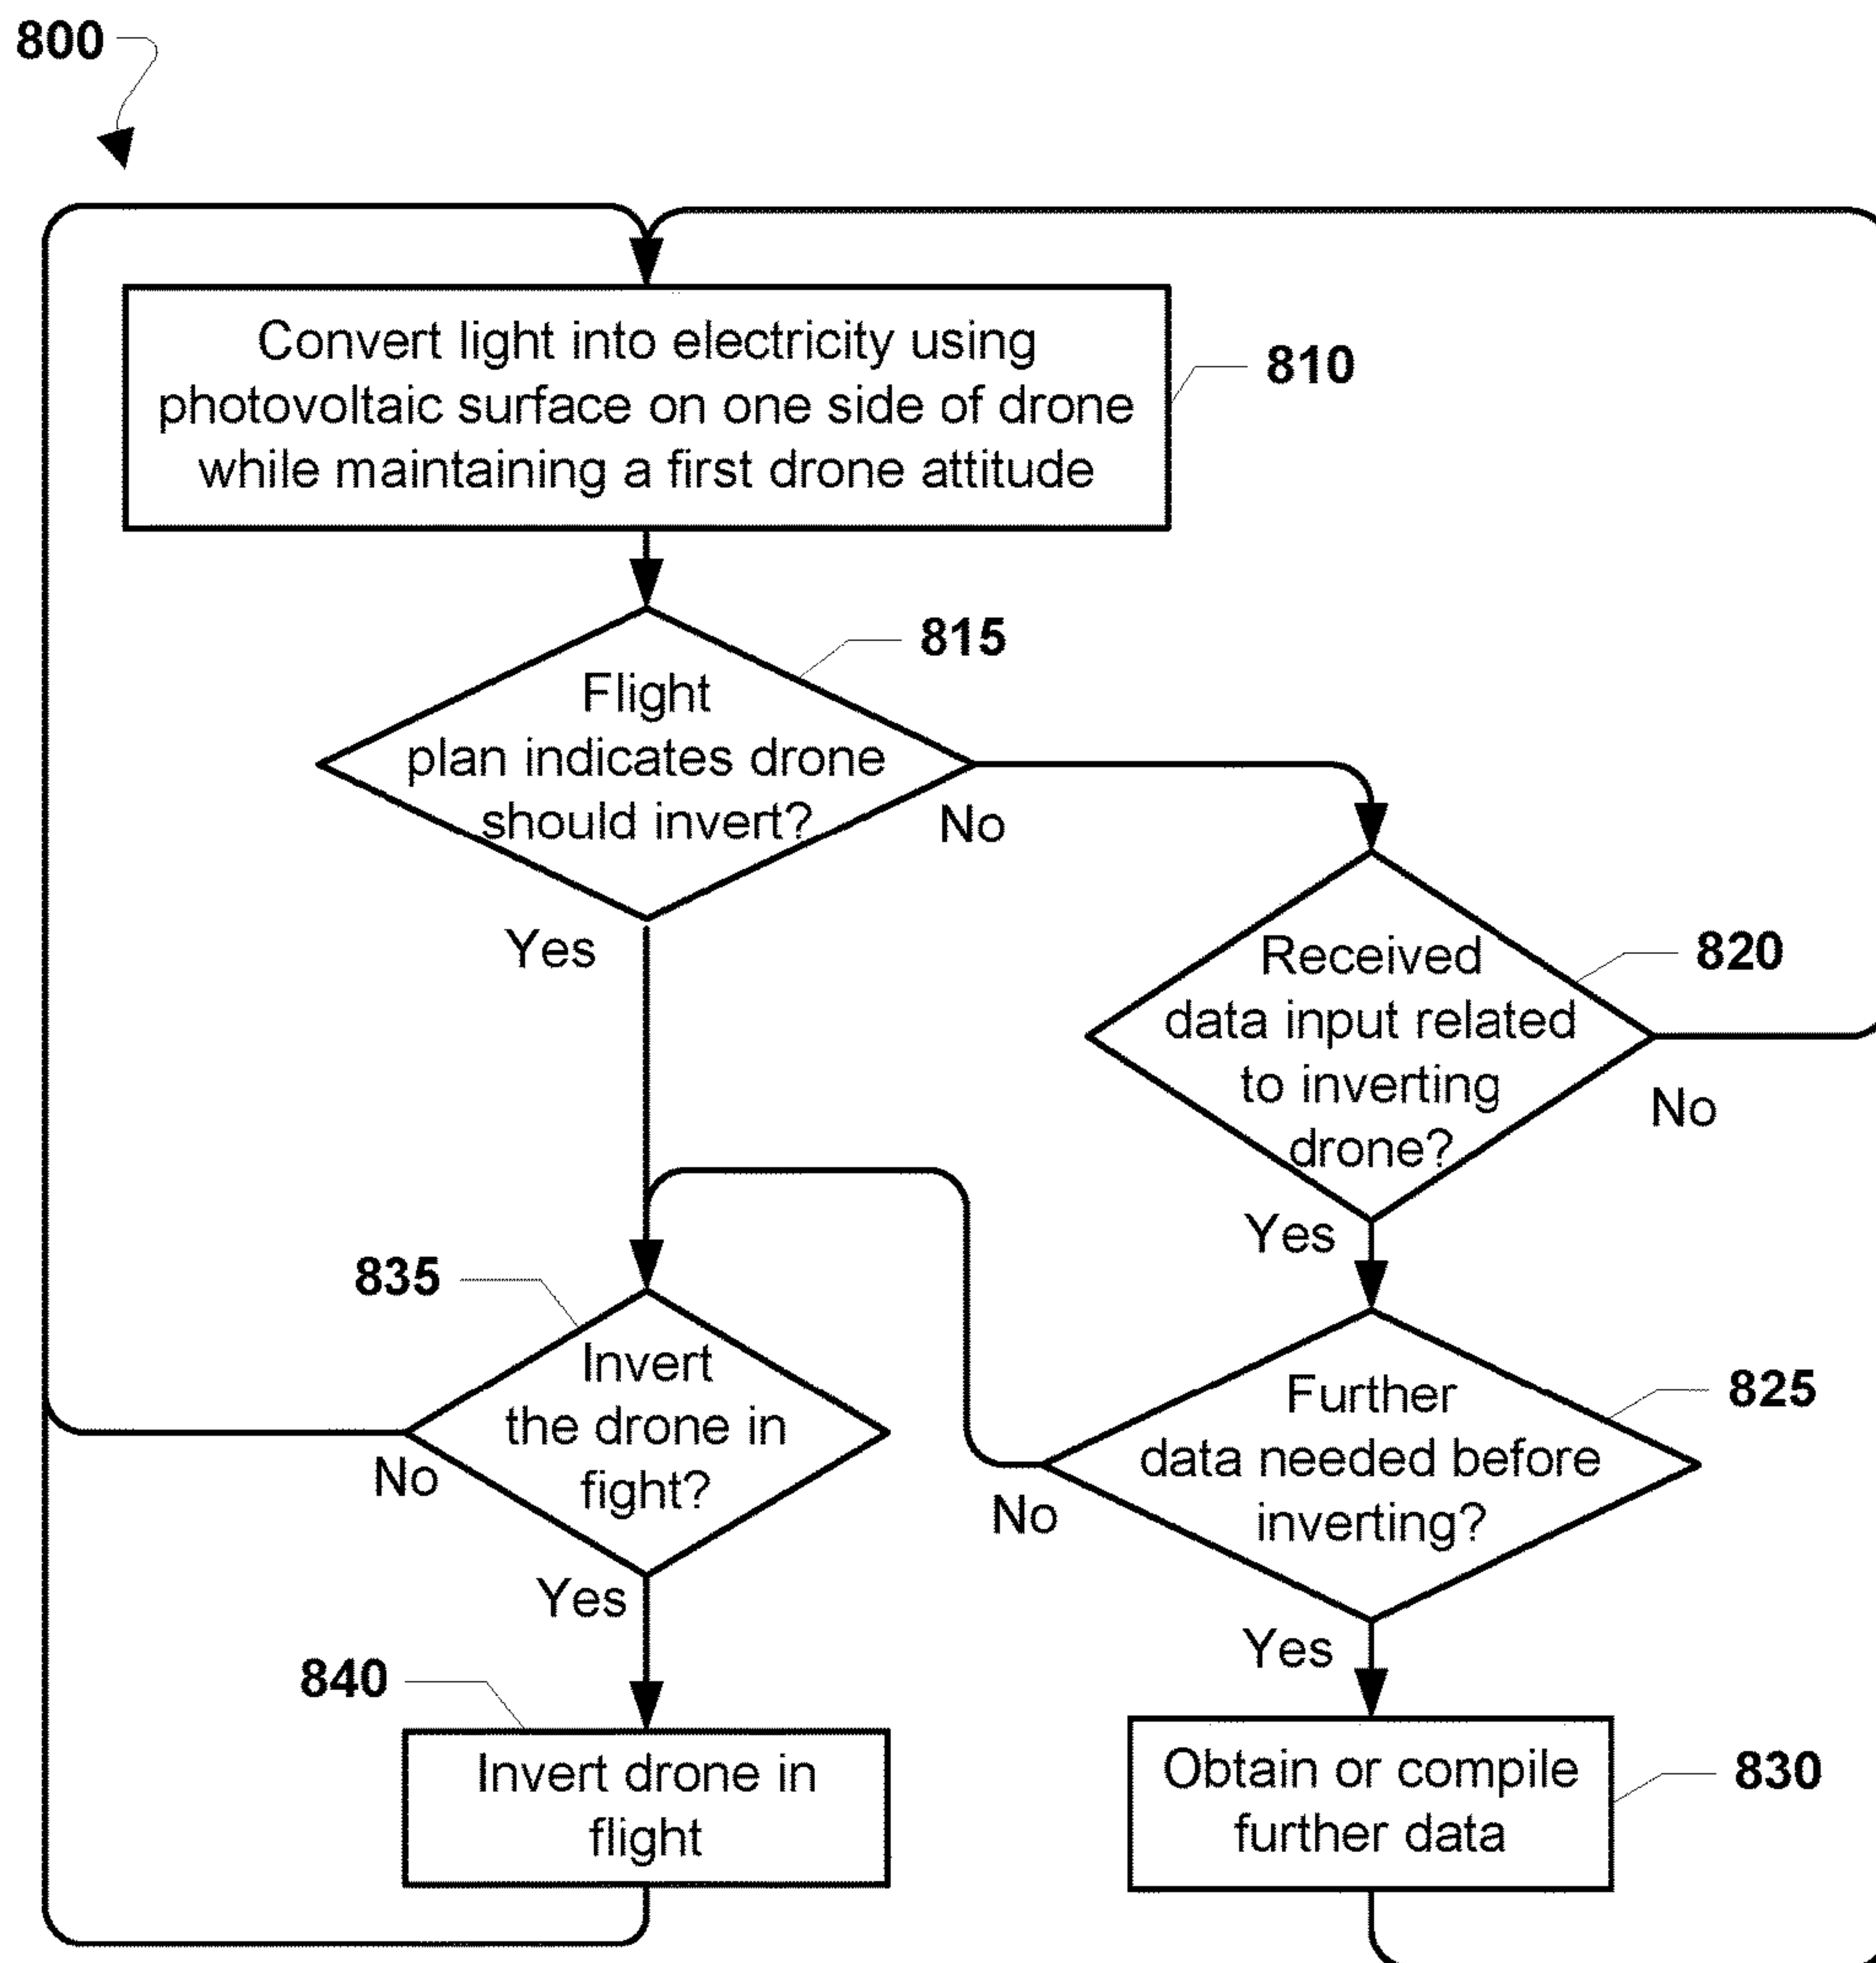 800
Convert light into electricity using
photovoltaic surface on one side of drone
while maintaining a first drone attitude
810
815
Flight
plan indicates drone
should invert?
No
Yes
820
Received
data input related
to inverting
drone?
No
Yes
835
Invert
the drone in
fight?
No
Yes
825
Further
data needed before
inverting?
No
Yes
840
Invert drone in
flight
Obtain or compile
further data
830